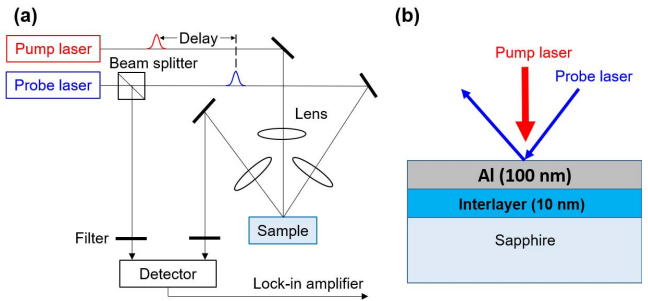 (a)
Pump laser
Delay
Beam splitter
Probe laser
Lens
Sample
Filter
Detector
Lock-in amplifier
(b)
Pump laser
Probe laser
Al (100 nm)
Interlayer (10 nm)
Sapphire